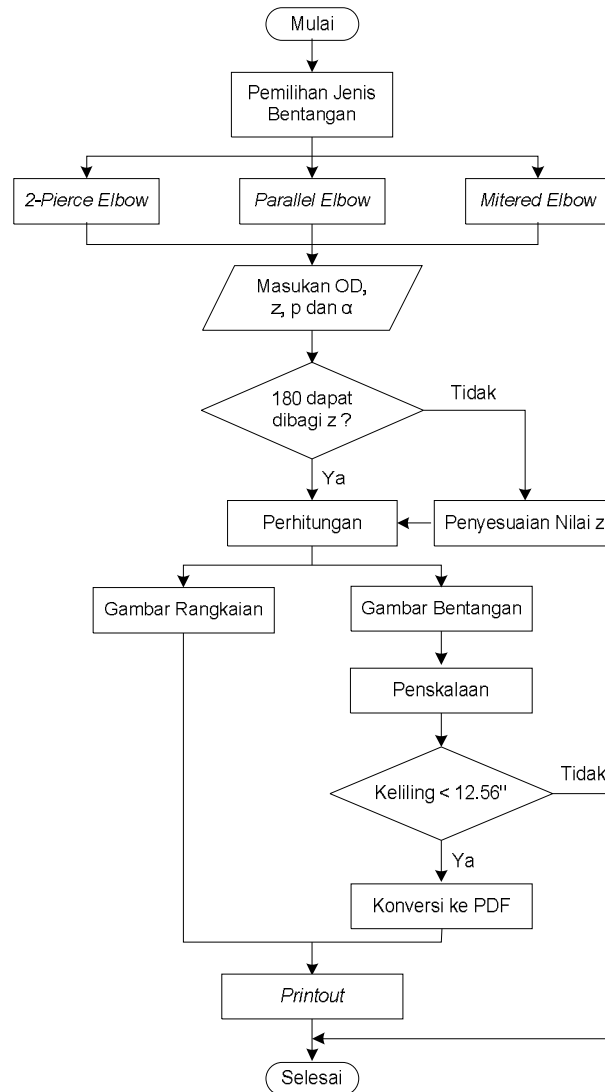 Mulai
Pemilihan Jenis
Bentangan
2-Pierce Elbow
Parallel Elbow
Mitered Elbow
Masukan OD,
z, p dan α
180 dapat
dibagi z ?
Tidak
Ya
Perhitungan
Penyesuaian Nilai z
Gambar Rangkaian
Gambar Bentangan
Penskalaan
Keliling < 12.56"
Tidak
Ya
Konversi ke PDF
Printout
Selesai